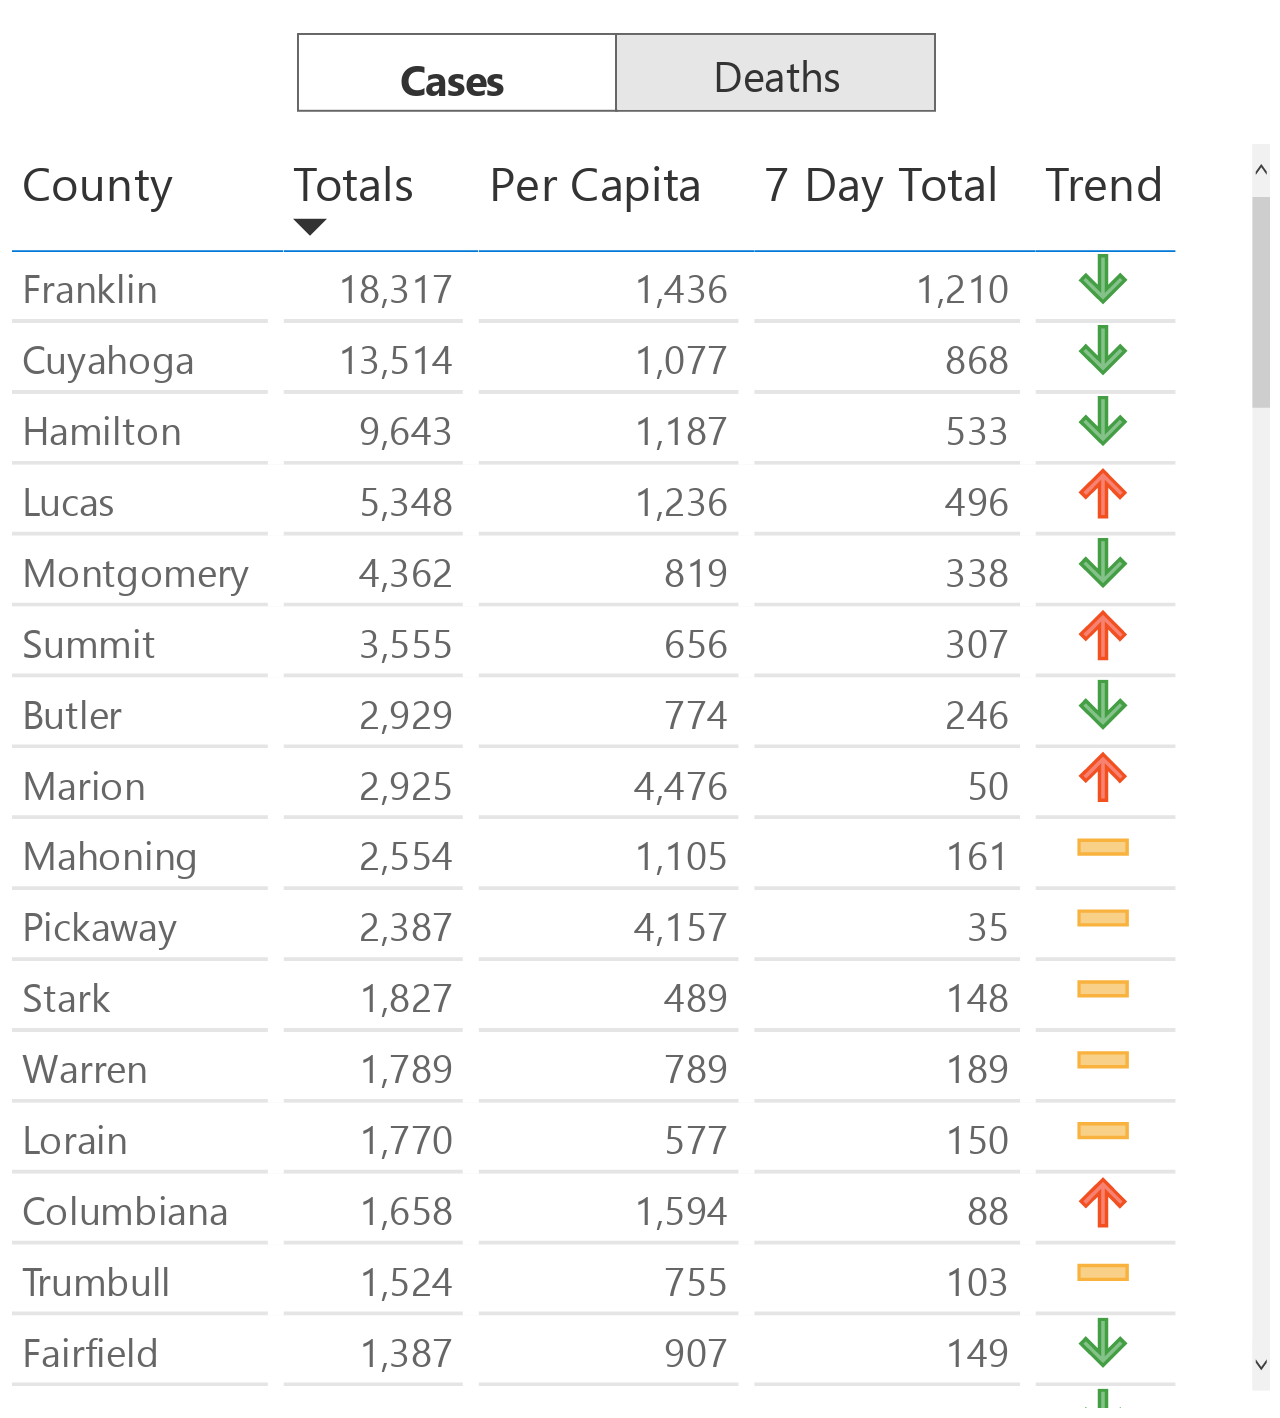 Cases Deaths
County Totals Per Capita 7 Day Total Trend
Franklin 18,317 1,436 1,210
Cuyahoga 13,514 1,077 868
Hamilton 9,643 1,187 533
Lucas 5,348 1,236 496
Montgomery 4,362 819 338
Summit 3,555 656 307
Butler 2,929 774 246
Marion 2,925 4,476 50
Mahoning 2,554 1,105 161
Pickaway 2,387 4,157 35
Stark 1,827 489 148
Warren 1,789 789 189
Lorain 1,770 577 150
Columbiana 1,658 1,594 88
Trumbull 1,524 755 103
Fairfield 1,387 907 149